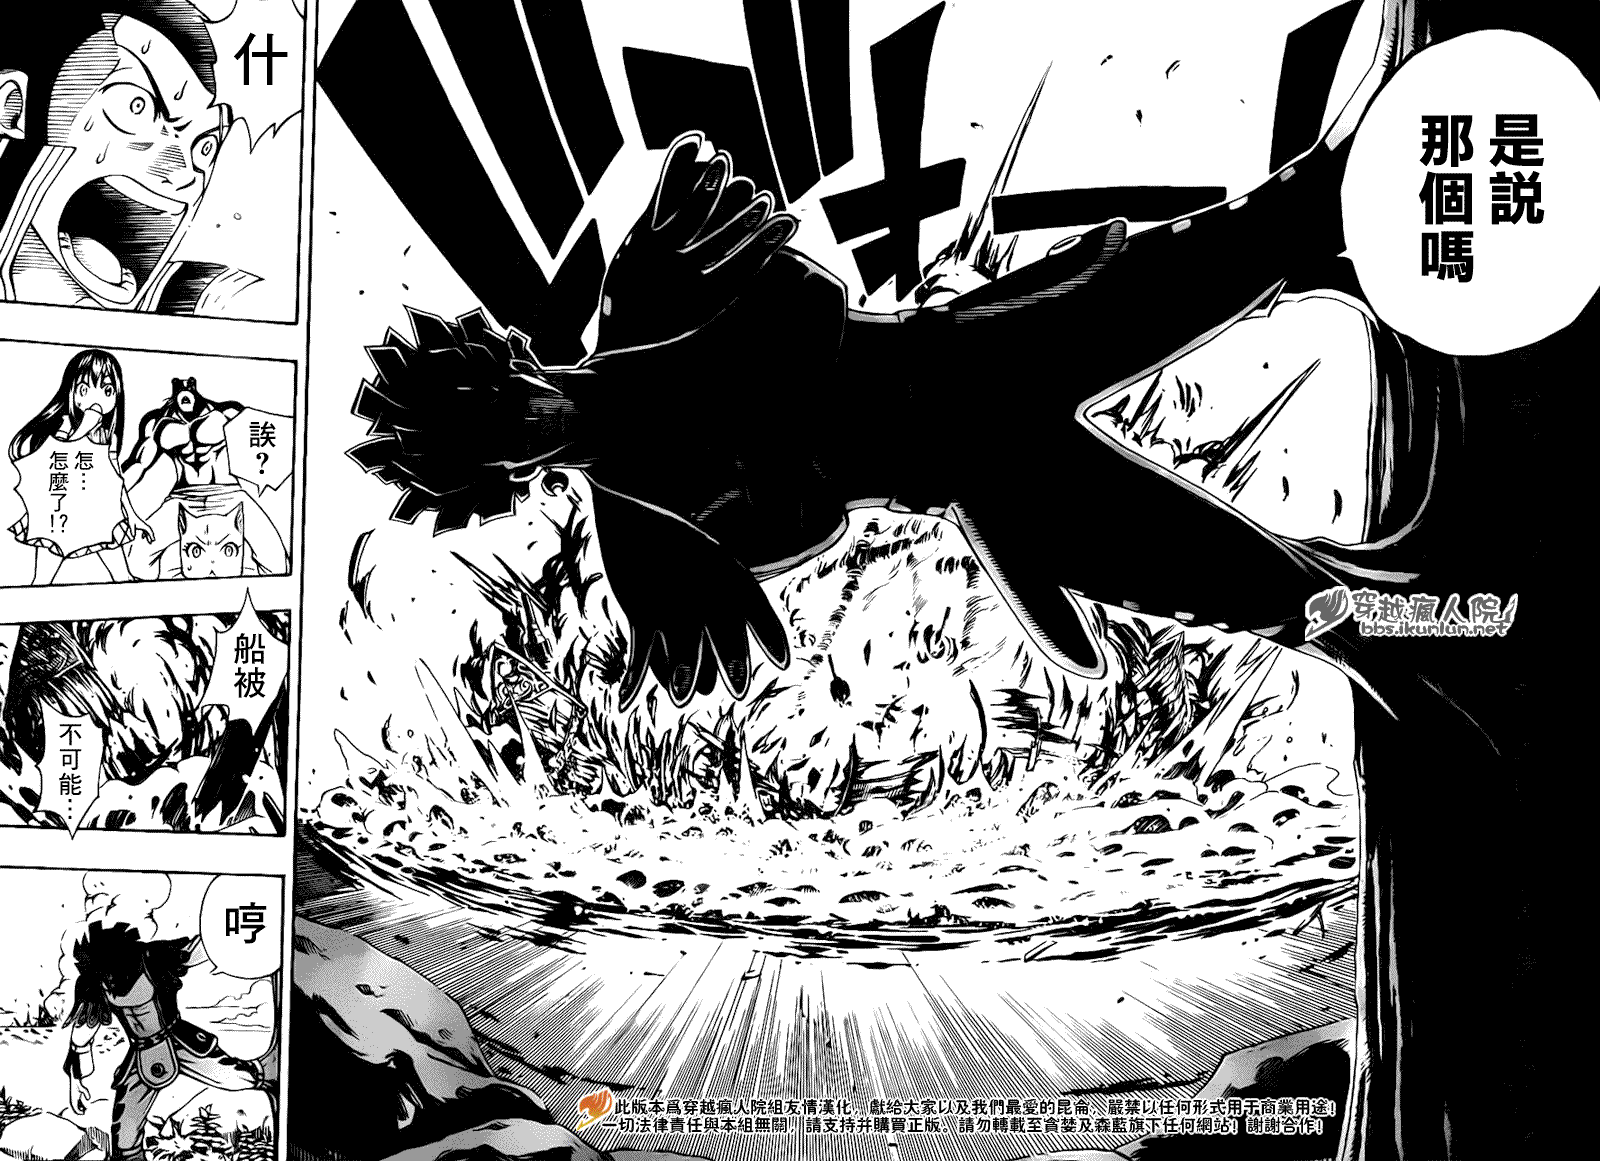 是説
那個嗎
什
誒？
怎…
怎麼了!?
船被
不可能…
哼
穿越瘋人院
bbs.ikunlun.net
此版本爲穿越瘋人院組友情漢化，獻給大家以及我們最愛的昆侖、嚴禁以任何形式用于商業用途！
一切法律責任與本組無關，請支持并購買正版。請勿轉載至貪婪及森藍旗下任何網站！謝謝合作！